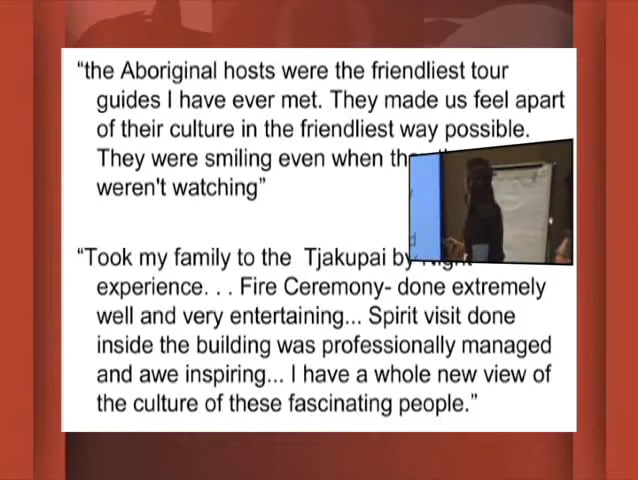 “the Aboriginal hosts were the friendliest tour
guides I have ever met. They made us feel apart
of their culture in the friendliest way possible.
They were smiling even when
weren't watching”
“Took my family to the Tjakupai by Night
experience. . . Fire Ceremony- done extremely
well and very entertaining... Spirit visit done
inside the building was professionally managed
and awe inspiring... I have a whole new view of
the culture of these fascinating people.”